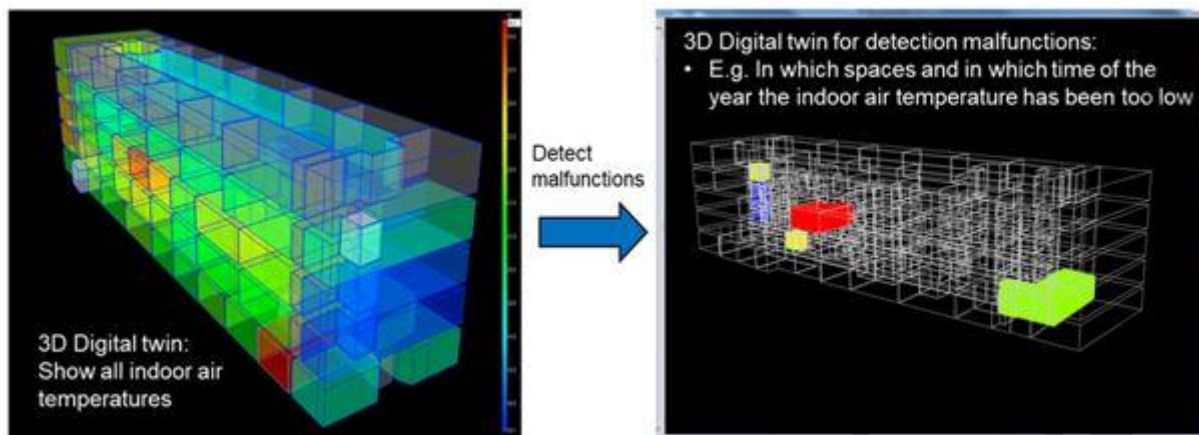 3D Digital twin:
Show all indoor air
temperatures
Detect
malfunctions
3D Digital twin for detection malfunctions:
• E.g. In which spaces and in which time of the
year the indoor air temperature has been too low